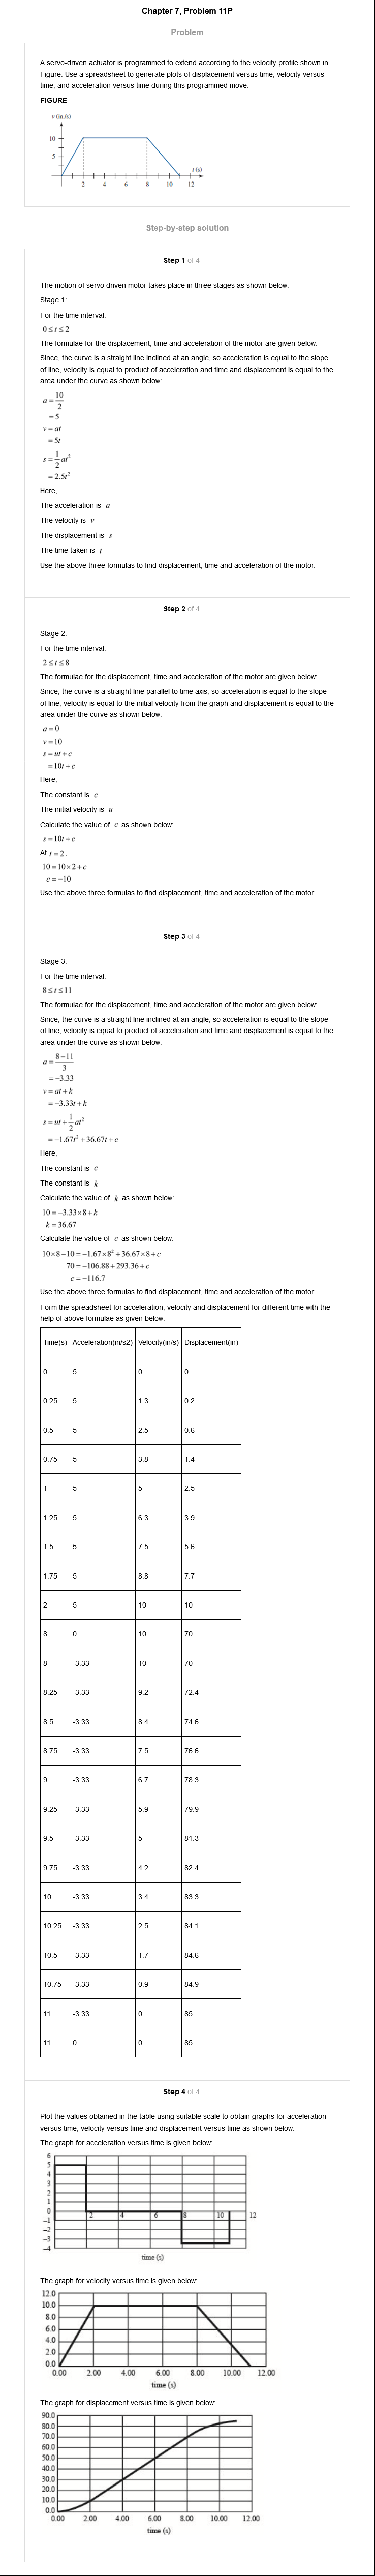 Chapter 7, Problem 11P
Problem
A servo-driven actuator is programmed to extend according to the velocity profile shown in
Figure. Use a spreadsheet to generate plots of displacement versus time, velocity versus
time, and acceleration versus time during this programmed move.
FIGURE
v (in./s)
10
5
t (s)
2 4 6 8 10 12
Step-by-step solution
Step 1 of 4
The motion of servo driven motor takes place in three stages as shown below:
Stage 1:
For the time interval:
0 ≤ t ≤ 2
The formulae for the displacement, time and acceleration of the motor are given below:
Since, the curve is a straight line inclined at an angle, so acceleration is equal to the slope
of line, velocity is equal to product of acceleration and time and displacement is equal to the
area under the curve as shown below:
a = 10/2
= 5
v = at
= 5t
s = 1/2 at²
= 2.5t²
Here,
The acceleration is a
The velocity is v
The displacement is s
The time taken is t
Use the above three formulas to find displacement, time and acceleration of the motor.
Step 2 of 4
Stage 2:
For the time interval:
2 ≤ t ≤ 8
The formulae for the displacement, time and acceleration of the motor are given below:
Since, the curve is a straight line parallel to time axis, so acceleration is equal to the slope
of line, velocity is equal to the initial velocity from the graph and displacement is equal to the
area under the curve as shown below:
a = 0
v = 10
s = ut + c
= 10t + c
Here,
The constant is c
The initial velocity is u
Calculate the value of c as shown below:
s = 10t + c
At t = 2,
10 = 10×2 + c
c = −10
Use the above three formulas to find displacement, time and acceleration of the motor.
Step 3 of 4
Stage 3:
For the time interval:
8 ≤ t ≤ 11
The formulae for the displacement, time and acceleration of the motor are given below:
Since, the curve is a straight line inclined at an angle, so acceleration is equal to the slope
of line, velocity is equal to product of acceleration and time and displacement is equal to the
area under the curve as shown below:
a = 8−11/3
= −3.33
v = at + k
= −3.33t + k
s = ut + 1/2 at²
= −1.67t² + 36.67t + c
Here,
The constant is c
The constant is k
Calculate the value of k as shown below:
10 = −3.33×8 + k
k = 36.67
Calculate the value of c as shown below:
10×8−10 = −1.67×8² + 36.67×8 + c
70 = −106.88 + 293.36 + c
c = −116.7
Use the above three formulas to find displacement, time and acceleration of the motor.
Form the spreadsheet for acceleration, velocity and displacement for different time with the
help of above formulae as given below:
Time(s) Acceleration(in/s2) Velocity(in/s) Displacement(in)
0 5 0 0
0.25 5 1.3 0.2
0.5 5 2.5 0.6
0.75 5 3.8 1.4
1 5 5 2.5
1.25 5 6.3 3.9
1.5 5 7.5 5.6
1.75 5 8.8 7.7
2 5 10 10
8 0 10 70
8 -3.33 10 70
8.25 -3.33 9.2 72.4
8.5 -3.33 8.4 74.6
8.75 -3.33 7.5 76.6
9 -3.33 6.7 78.3
9.25 -3.33 5.9 79.9
9.5 -3.33 5 81.3
9.75 -3.33 4.2 82.4
10 -3.33 3.4 83.3
10.25 -3.33 2.5 84.1
10.5 -3.33 1.7 84.6
10.75 -3.33 0.9 84.9
11 -3.33 0 85
11 0 0 85
Step 4 of 4
Plot the values obtained in the table using suitable scale to obtain graphs for acceleration
versus time, velocity versus time and displacement versus time as shown below:
The graph for acceleration versus time is given below:
6
5
4
3
2
1
0
−1
−2
−3
−4
2 4 6 8 10 12
time (s)
The graph for velocity versus time is given below:
12.0
10.0
8.0
6.0
4.0
2.0
0.0
0.00 2.00 4.00 6.00 8.00 10.00 12.00
time (s)
The graph for displacement versus time is given below:
90.0
80.0
70.0
60.0
50.0
40.0
30.0
20.0
10.0
0.0
0.00 2.00 4.00 6.00 8.00 10.00 12.00
time (s)